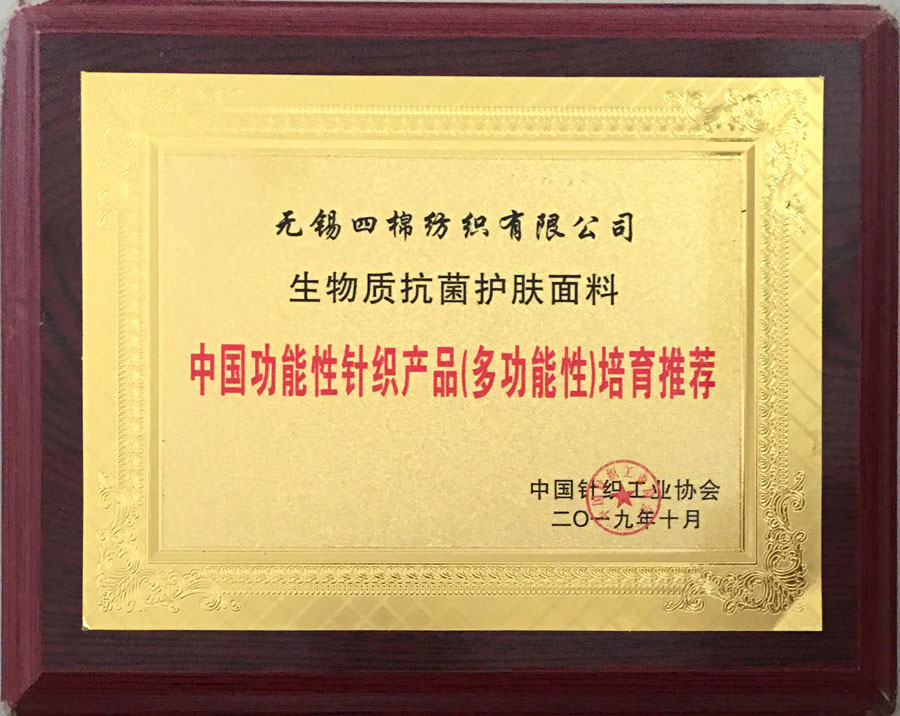 无锡四棉纺织有限公司
生物质抗菌护肤面料
中国功能性针织产品(多功能性)培育推荐
中国针织工业协会
二〇一九年十月